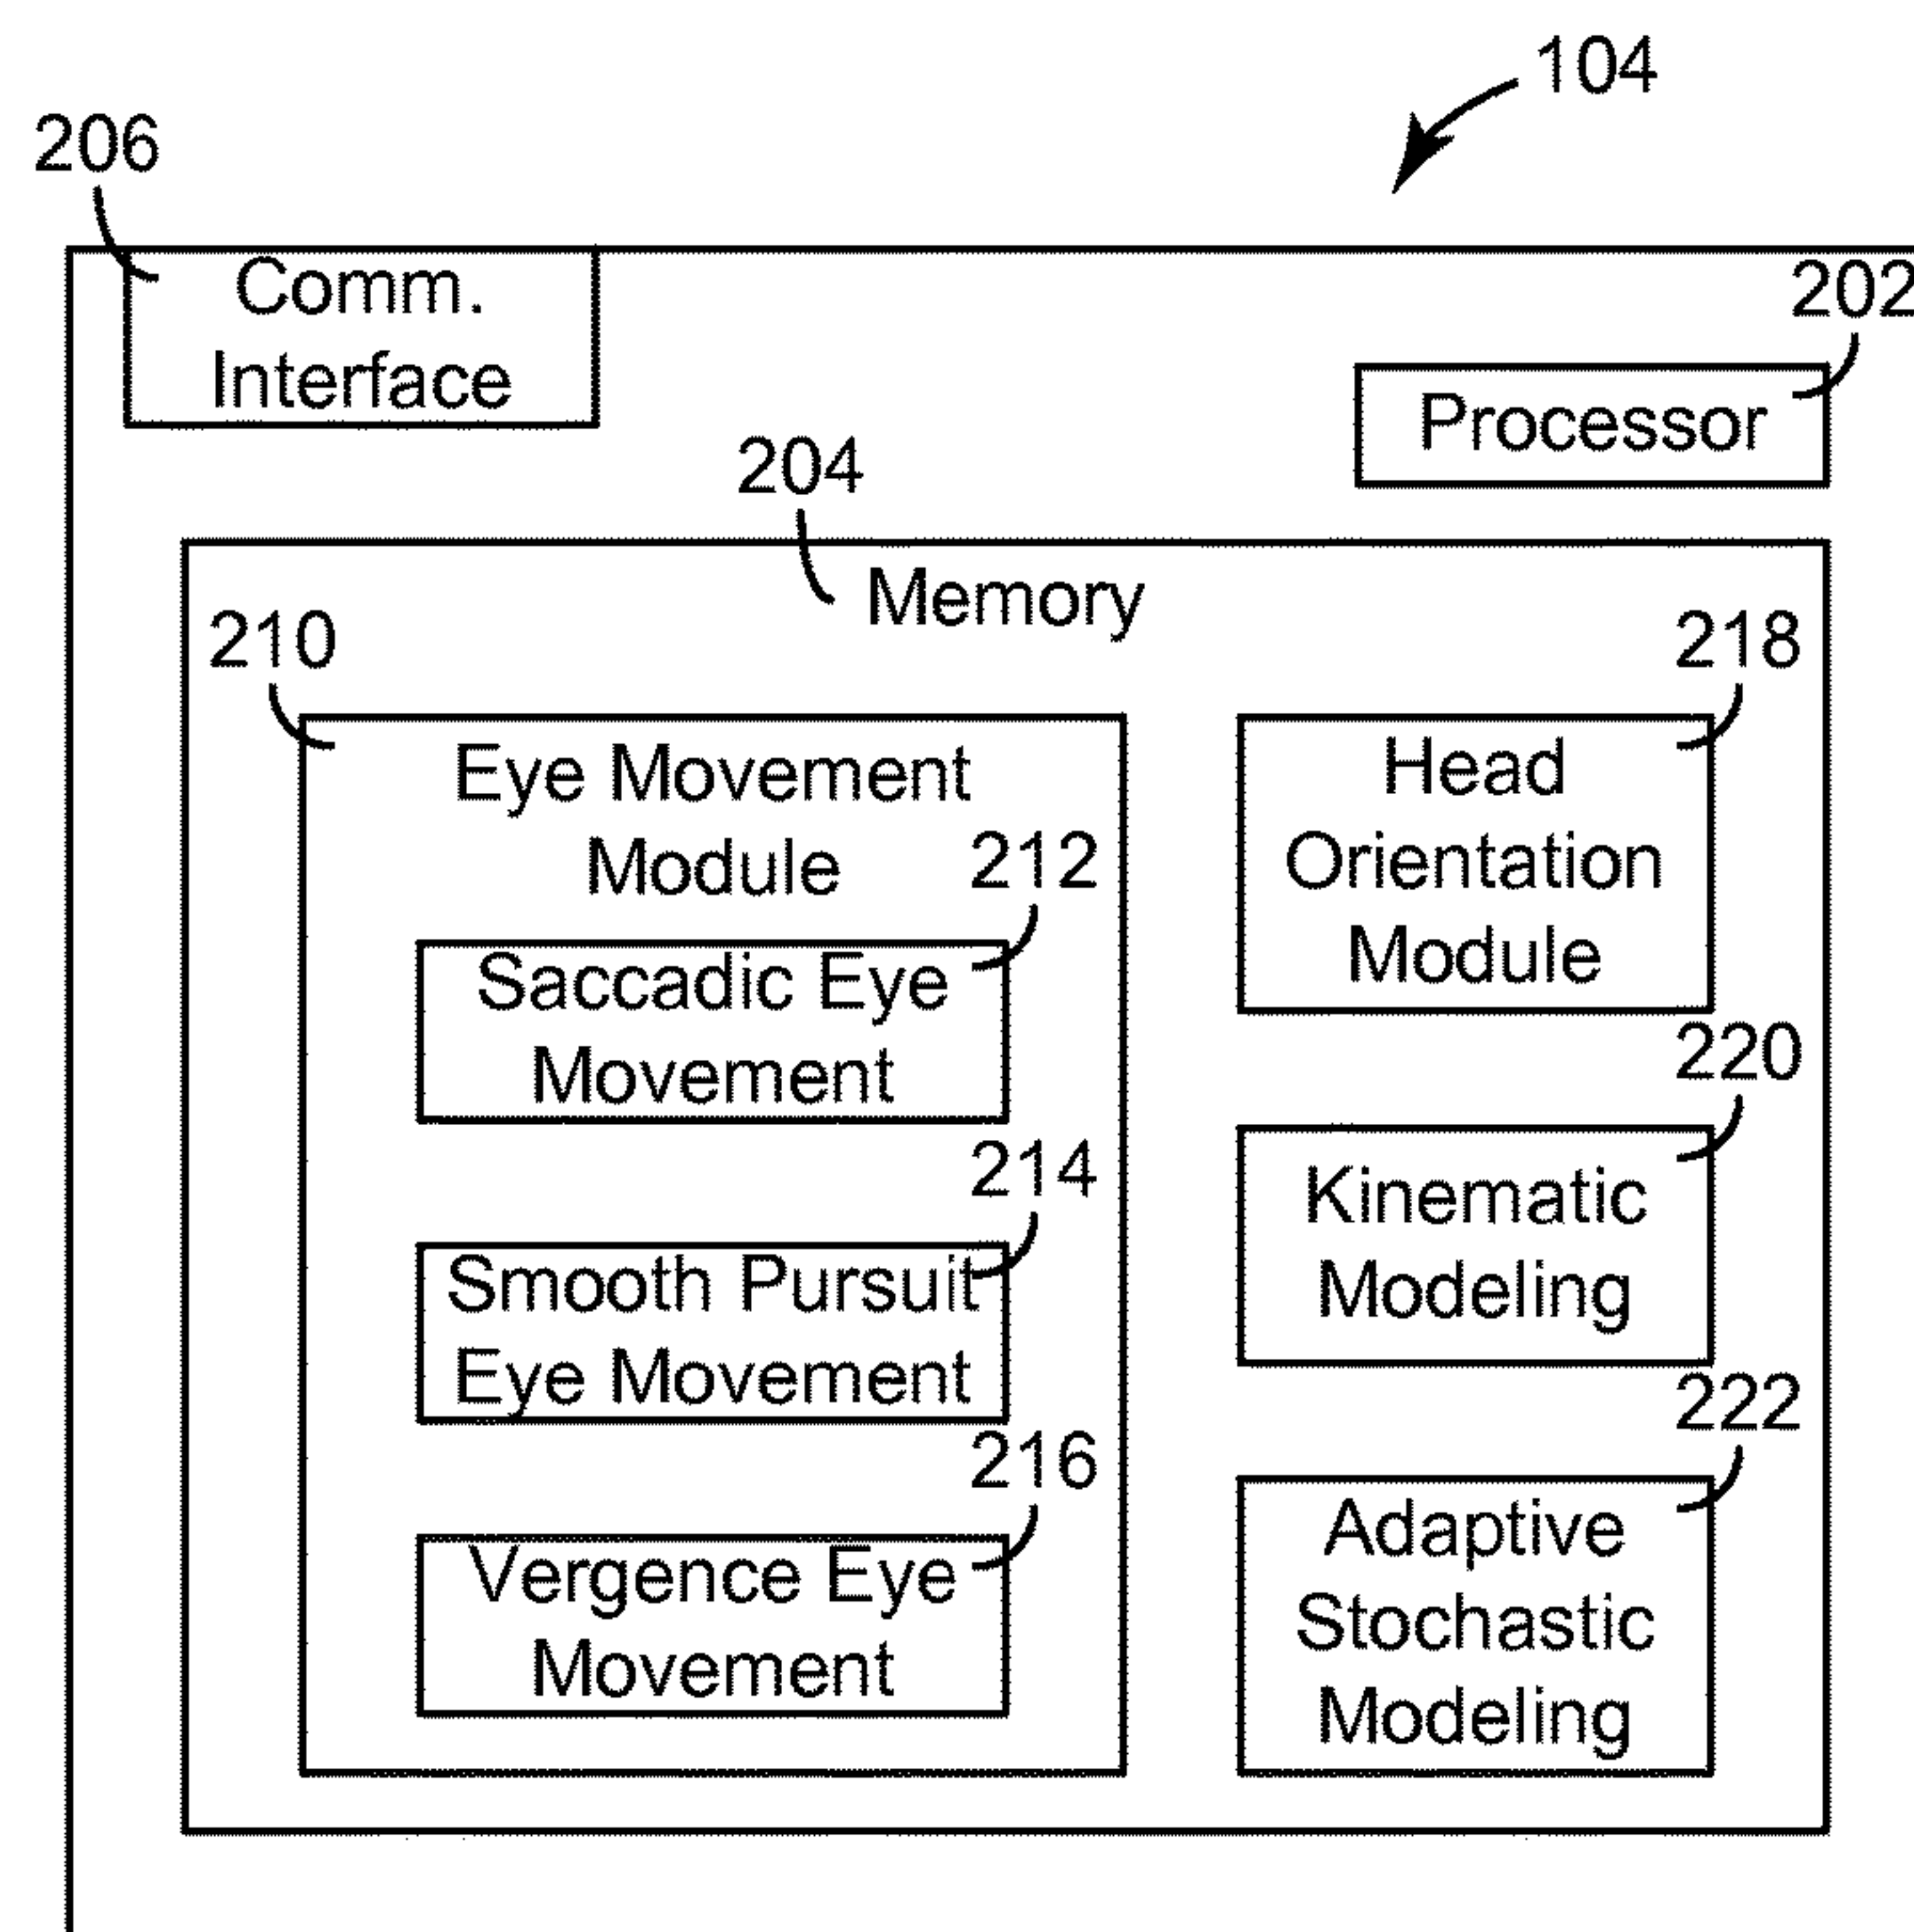 104
206
Comm.
Interface
202
Processor
204
Memory
210
Eye Movement
Module
212
Saccadic Eye
Movement
214
Smooth Pursuit
Eye Movement
216
Vergence Eye
Movement
218
Head
Orientation
Module
220
Kinematic
Modeling
222
Adaptive
Stochastic
Modeling